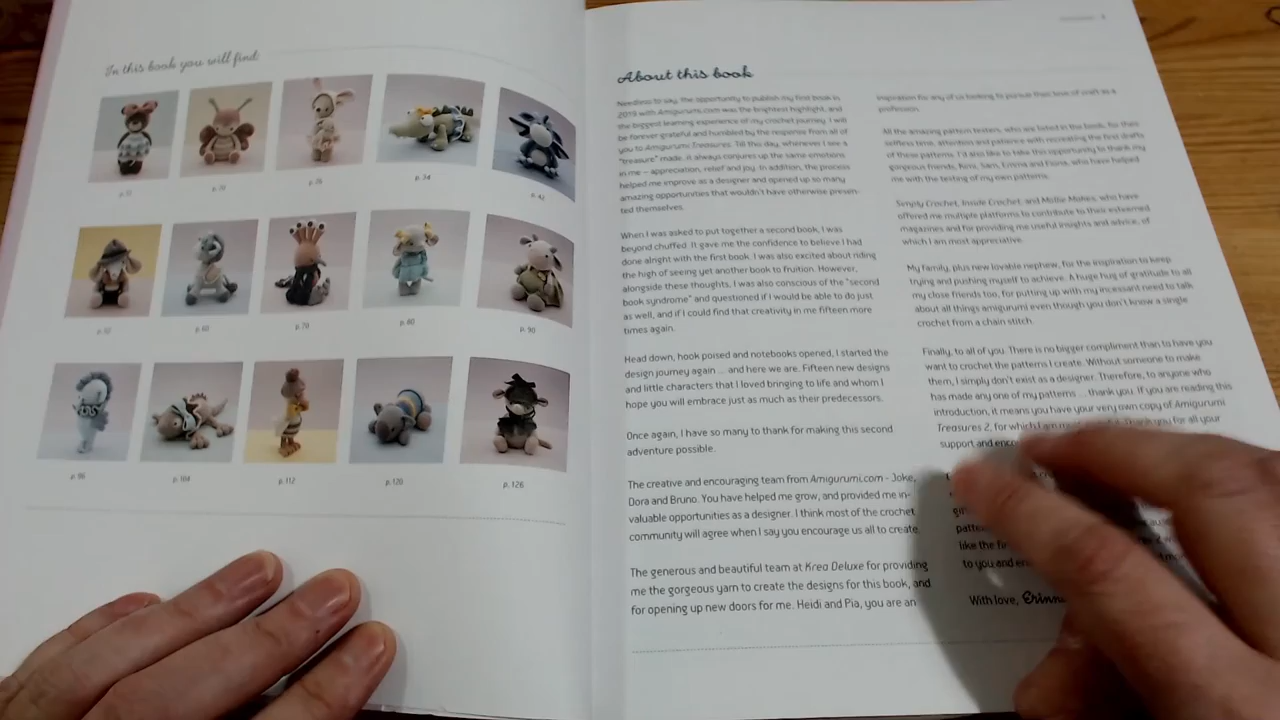 In this book you will find:
p.34
p.42
p.60
p.70
p.80
p.90
p.96
p.104
p.112
p.120
p.126
About this book
Needless to say, the opportunity to publish my first book in
2019 with Amigurumi.com was the brightest highlight, and
the biggest learning experience of my crochet journey. I will
be forever grateful and humbled by the response from all of
you to Amigurumi Treasures. Till this day, whenever I see a
"treasure" made, it always conjures up the same emotions
in me – appreciation, relief and joy. In addition, the process
helped me improve as a designer and opened up so many
amazing opportunities that wouldn't have otherwise presen-
ted themselves.
When I was asked to put together a second book, I was
beyond chuffed. It gave me the confidence to believe I had
done alright with the first book. I was also excited about riding
the high of seeing yet another book to fruition. However,
alongside these thoughts, I was also conscious of the "second
book syndrome" and questioned if I would be able to do just
as well, and if I could find that creativity in me fifteen more
times again.
Head down, hook poised and notebooks opened, I started the
design journey again ... and here we are. Fifteen new designs
and little characters that I loved bringing to life and whom I
hope you will embrace just as much as their predecessors.
Once again, I have so many to thank for making this second
adventure possible.
The creative and encouraging team from Amigurumi.com - Joke,
Dora and Bruno. You have helped me grow, and provided me in-
valuable opportunities as a designer. I think most of the crochet
community will agree when I say you encourage us all to create.
The generous and beautiful team at Krea Deluxe for providing
me the gorgeous yarn to create the designs for this book, and
for opening up new doors for me. Heidi and Pia, you are an
inspiration for any of us looking to pursue their love of craft as a
profession.
All the amazing pattern testers, who are listed in the book, for their
selfless time, attention and patience with recreating the first drafts
of these patterns. I'd also like to take this opportunity to thank my
gorgeous friends, Kimi, Sam, Emma and Fiona, who have helped
me with the testing of my own patterns.
Simply Crochet, Inside Crochet, and Mollie Makes, who have
offered me multiple platforms to contribute to their esteemed
magazines and for providing me useful insights and advice, of
which I am most appreciative.
My family, plus new lovable nephew, for the inspiration to keep
trying and pushing myself to achieve. A huge hug of gratitude to all
my close friends too, for putting up with my incessant need to talk
about all things amigurumi even though you don't know a single
crochet from a chain stitch.
Finally, to all of you. There is no bigger compliment than to have you
want to crochet the patterns I create. Without someone to make
them, I simply don't exist as a designer. Therefore, to anyone who
has made any one of my patterns ... thank you. If you are reading this
introduction, it means you have your very own copy of Amigurumi
Treasures 2, for which I am Thank you for all your
support and
like the
to you and
With love, Erinna